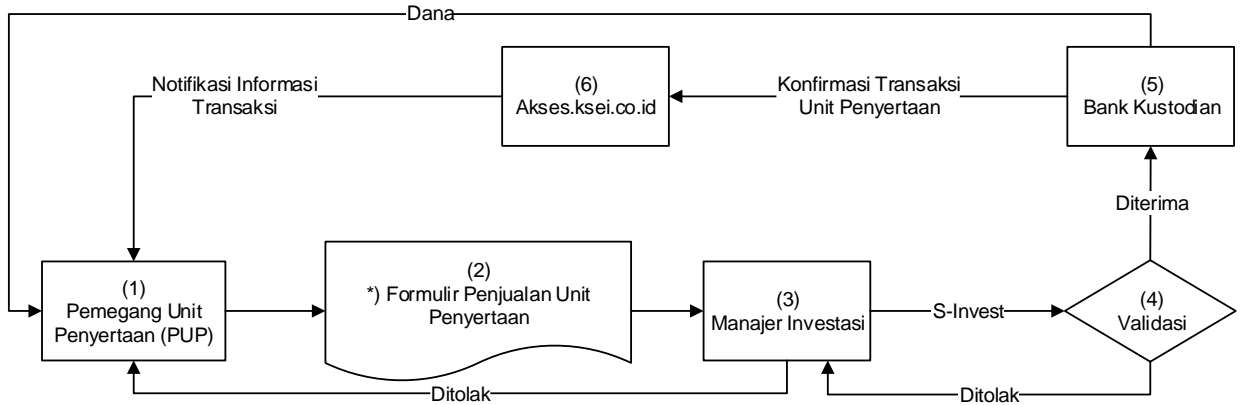 Dana
Notifikasi Informasi
Transaksi
(6)
Akses.ksei.co.id
Konfirmasi Transaksi
Unit Penyertaan
(5)
Bank Kustodian
Diterima
(1)
Pemegang Unit
Penyertaan (PUP)
(2)
*) Formulir Penjualan Unit
Penyertaan
(3)
Manajer Investasi
S-Invest
(4)
Validasi
Ditolak
Ditolak